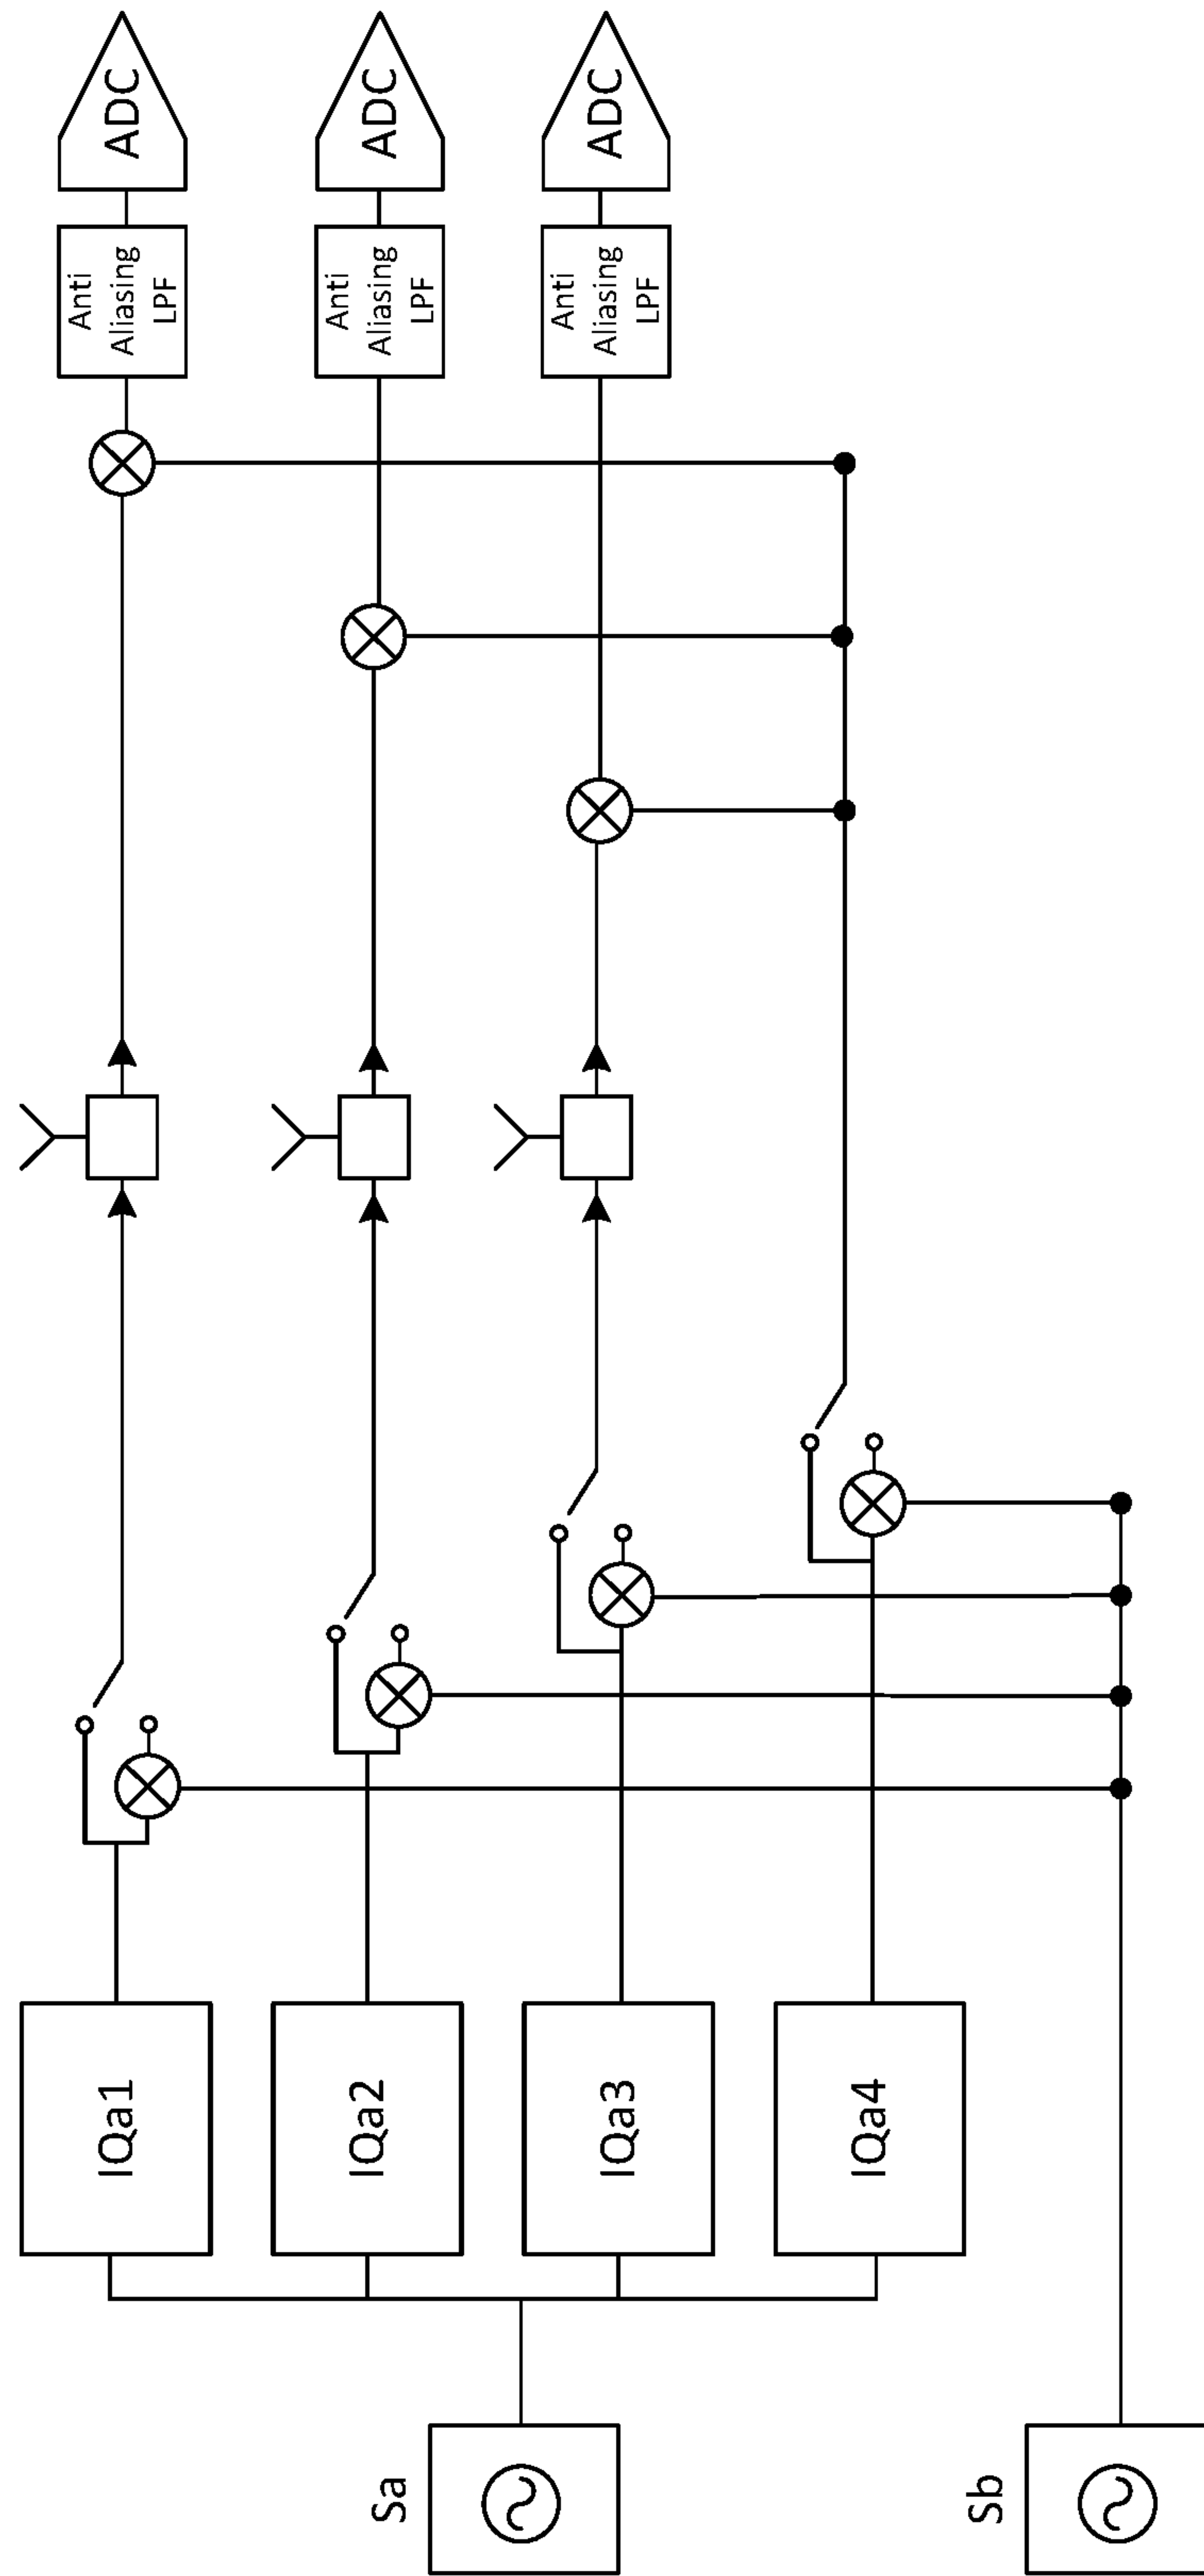 ADC
ADC
ADC
Anti
Aliasing
LPF
Anti
Aliasing
LPF
Anti
Aliasing
LPF
IQa1
IQa2
IQa3
IQa4
Sa
Sb